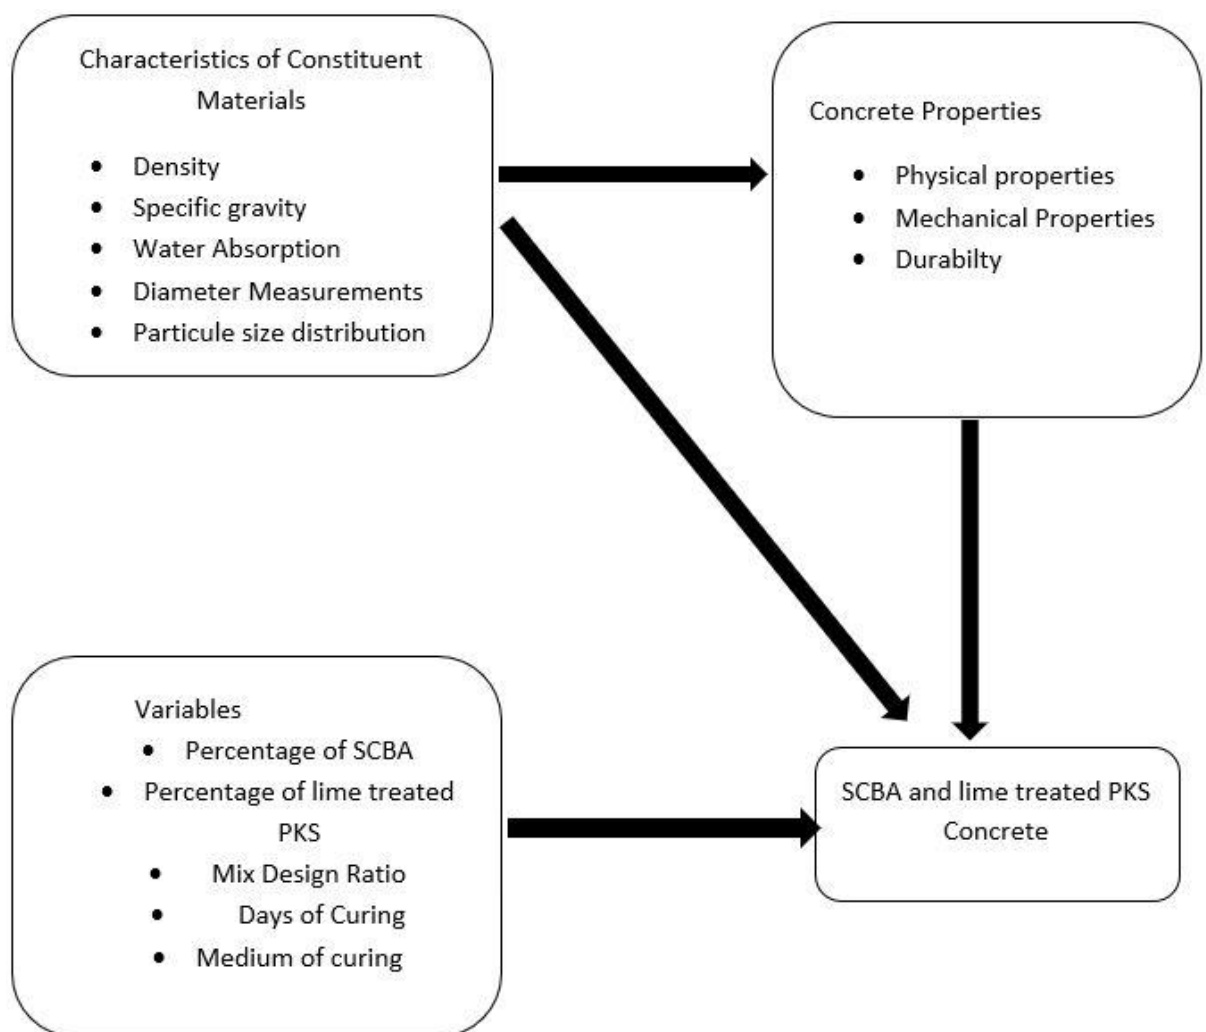 Characteristics of Constituent
Materials
• Density
• Specific gravity
• Water Absorption
• Diameter Measurements
• Particule size distribution
Concrete Properties
• Physical properties
• Mechanical Properties
• Durabilty
Variables
• Percentage of SCBA
• Percentage of lime treated
PKS
• Mix Design Ratio
• Days of Curing
• Medium of curing
SCBA and lime treated PKS
Concrete